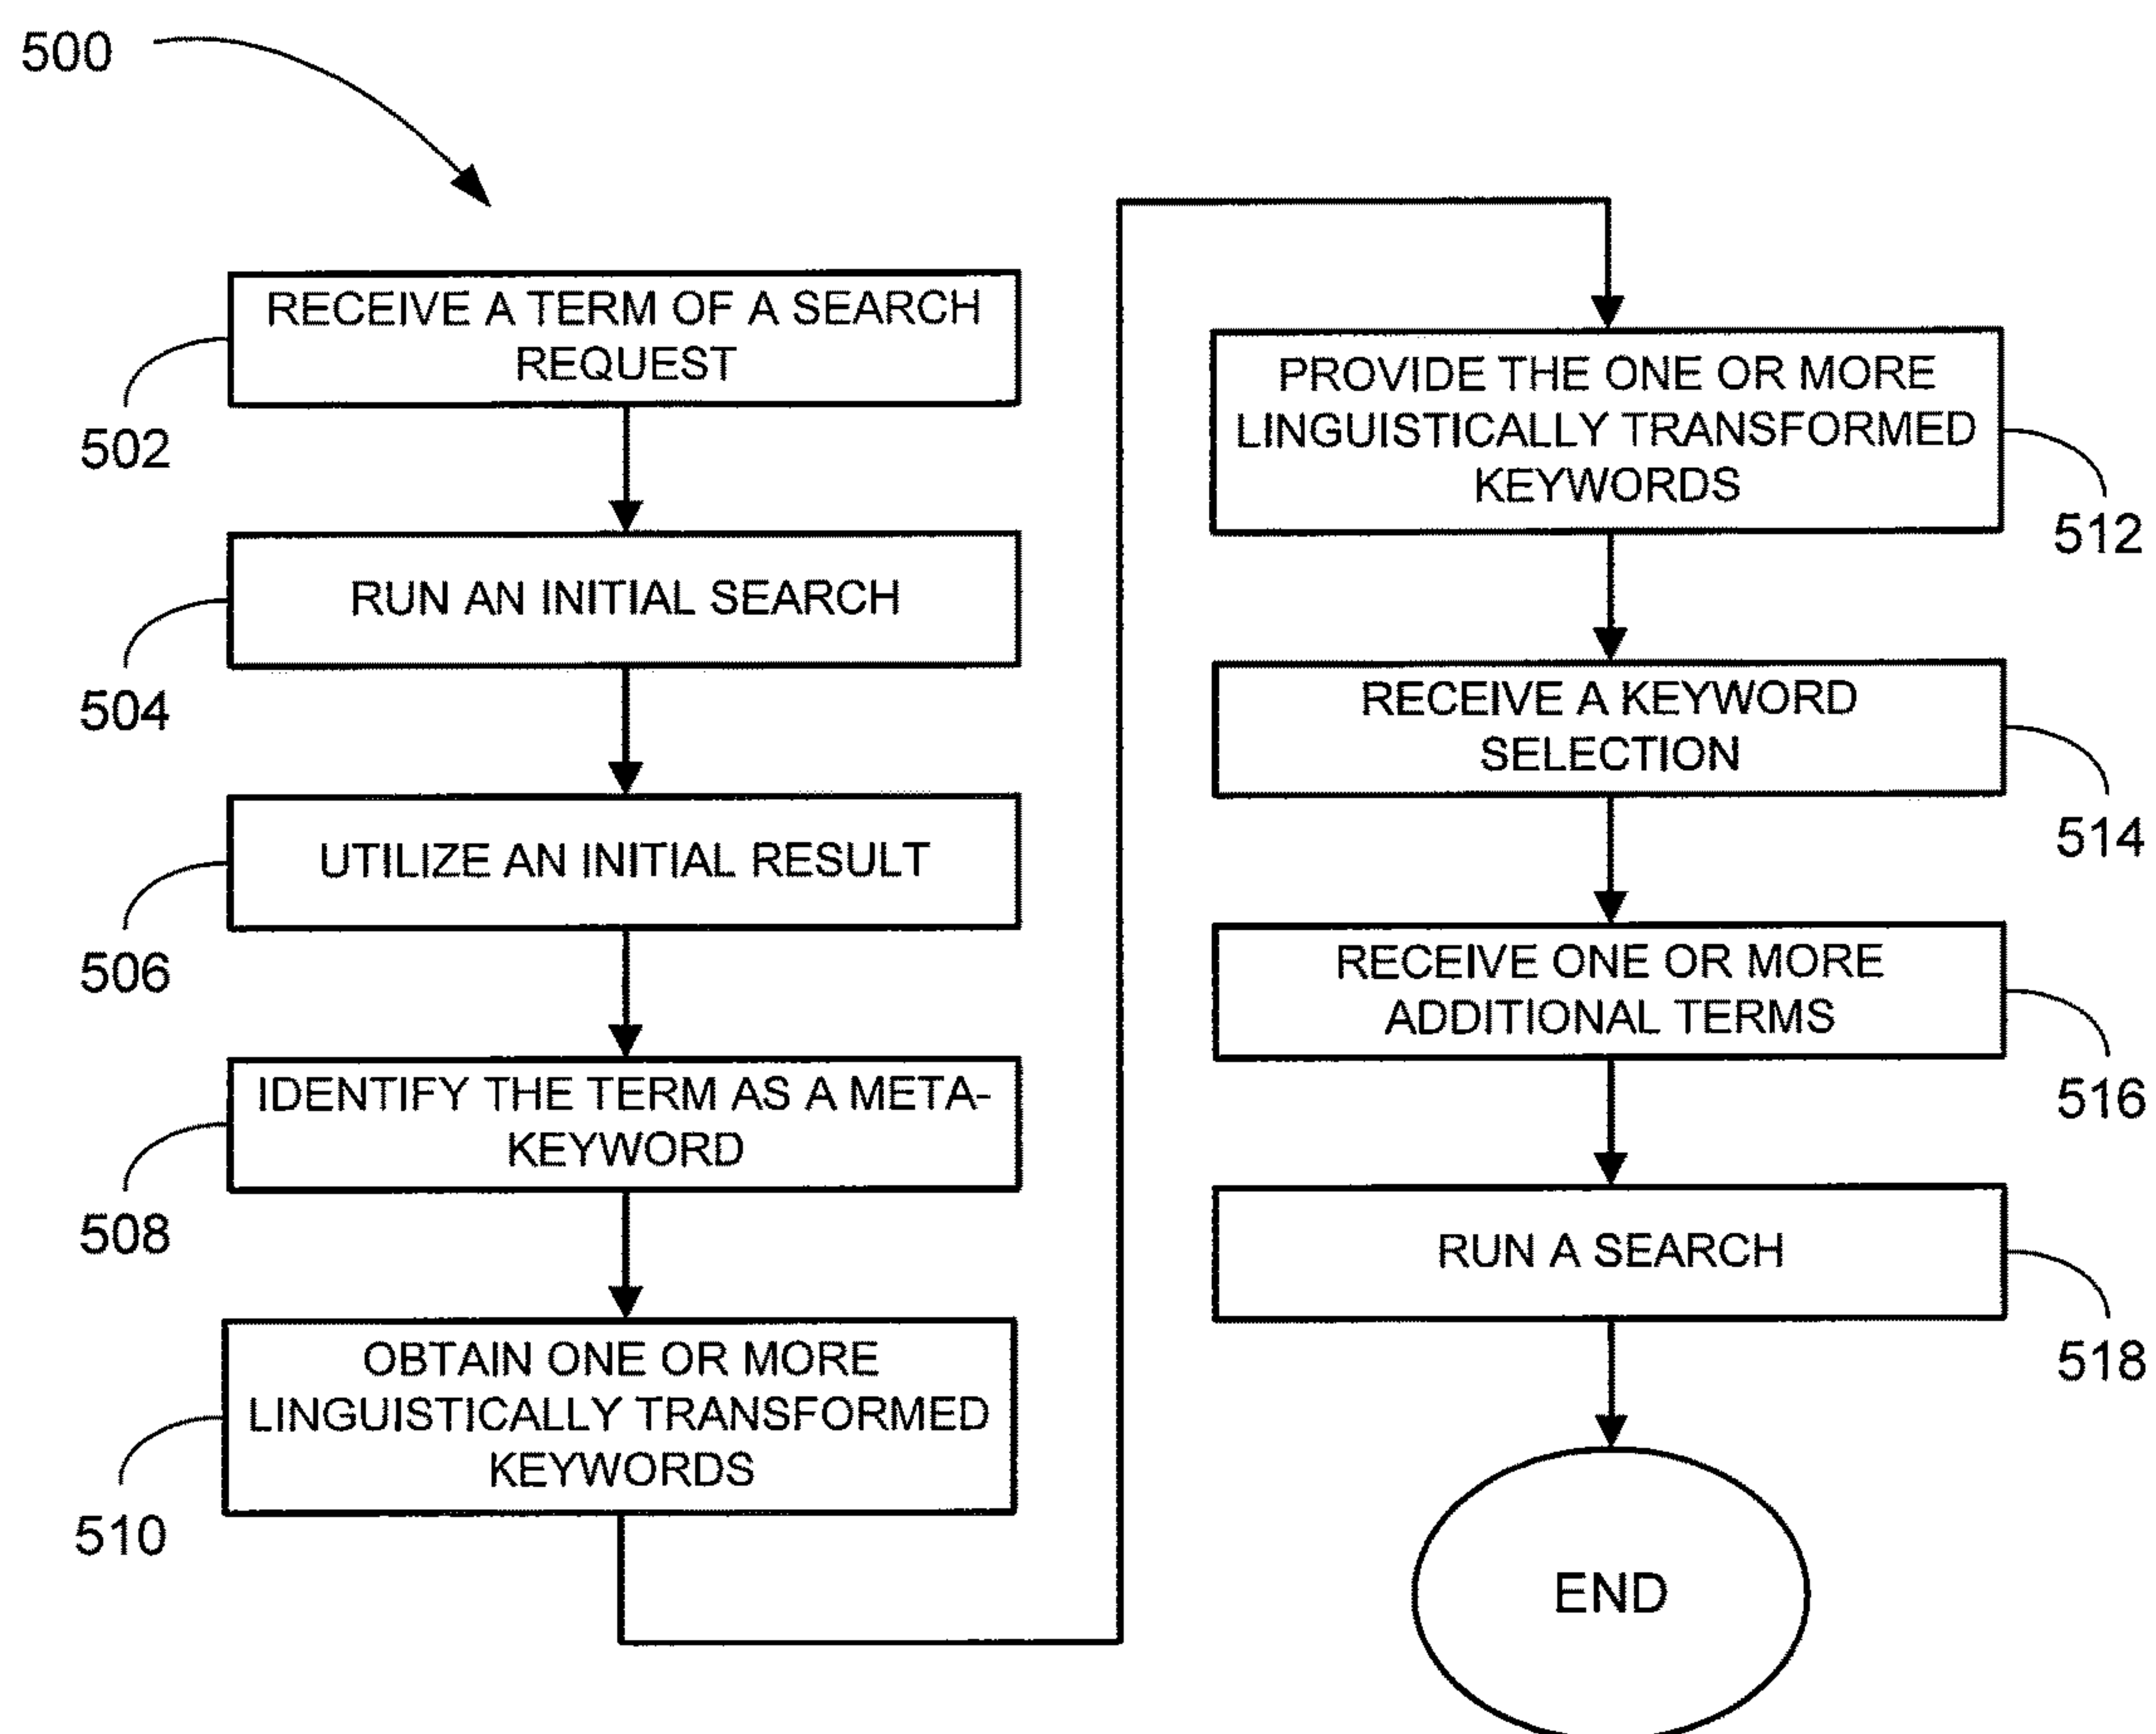 500
RECEIVE A TERM OF A SEARCH
REQUEST
502
RUN AN INITIAL SEARCH
504
UTILIZE AN INITIAL RESULT
506
IDENTIFY THE TERM AS A META-
KEYWORD
508
OBTAIN ONE OR MORE
LINGUISTICALLY TRANSFORMED
KEYWORDS
510
PROVIDE THE ONE OR MORE
LINGUISTICALLY TRANSFORMED
KEYWORDS
512
RECEIVE A KEYWORD
SELECTION
514
RECEIVE ONE OR MORE
ADDITIONAL TERMS
516
RUN A SEARCH
518
END